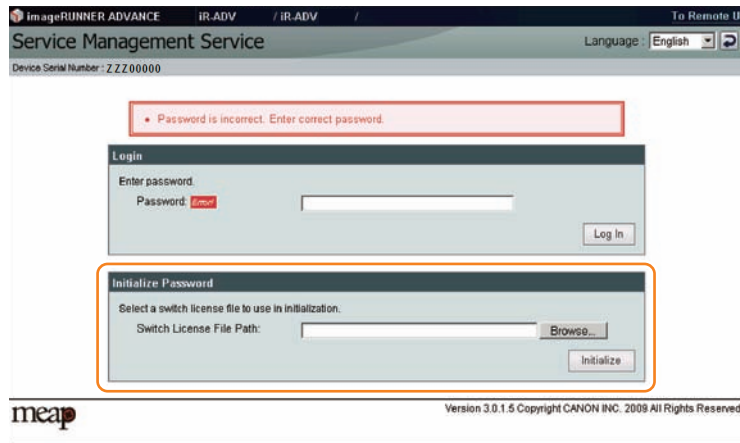 imageRUNNER ADVANCE iR-ADV / iR-ADV / To Remote U
Service Management Service Language : English
Device Serial Number : ZZZ00000
• Password is incorrect. Enter correct password.
Login
Enter password.
Password: Error!
Log In
Initialize Password
Select a switch license file to use in initialization.
Switch License File Path: Browse...
Initialize
meap Version 3.0.1.5 Copyright CANON INC. 2009 All Rights Reserved